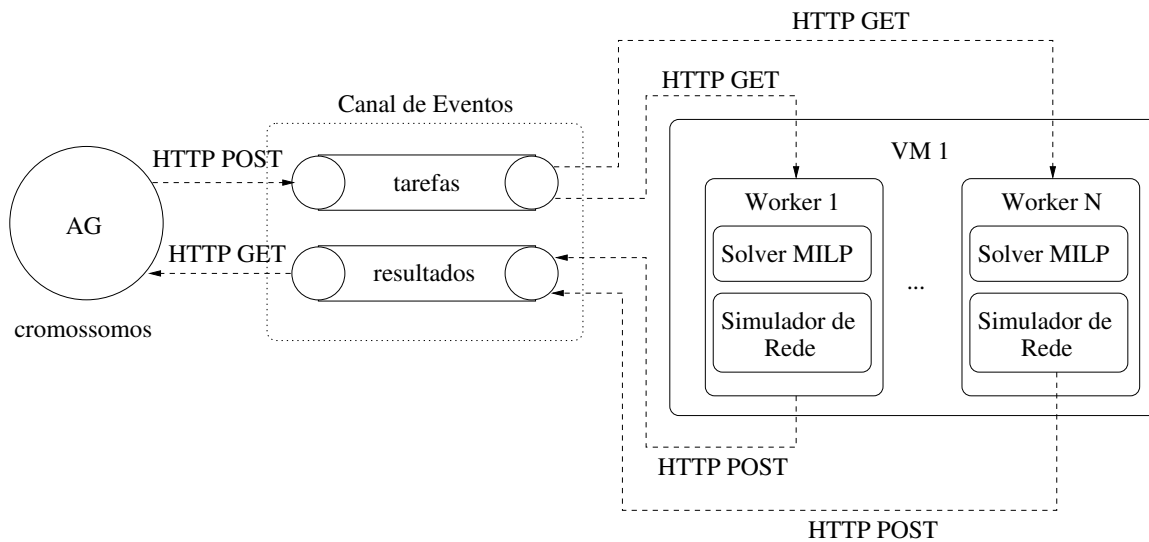 HTTP GET
HTTP GET
Canal de Eventos
HTTP POST
tarefas
AG
HTTP GET
resultados
cromossomos
VM 1
Worker 1
Solver MILP
Simulador de
Rede
...
Worker N
Solver MILP
Simulador de
Rede
HTTP POST
HTTP POST